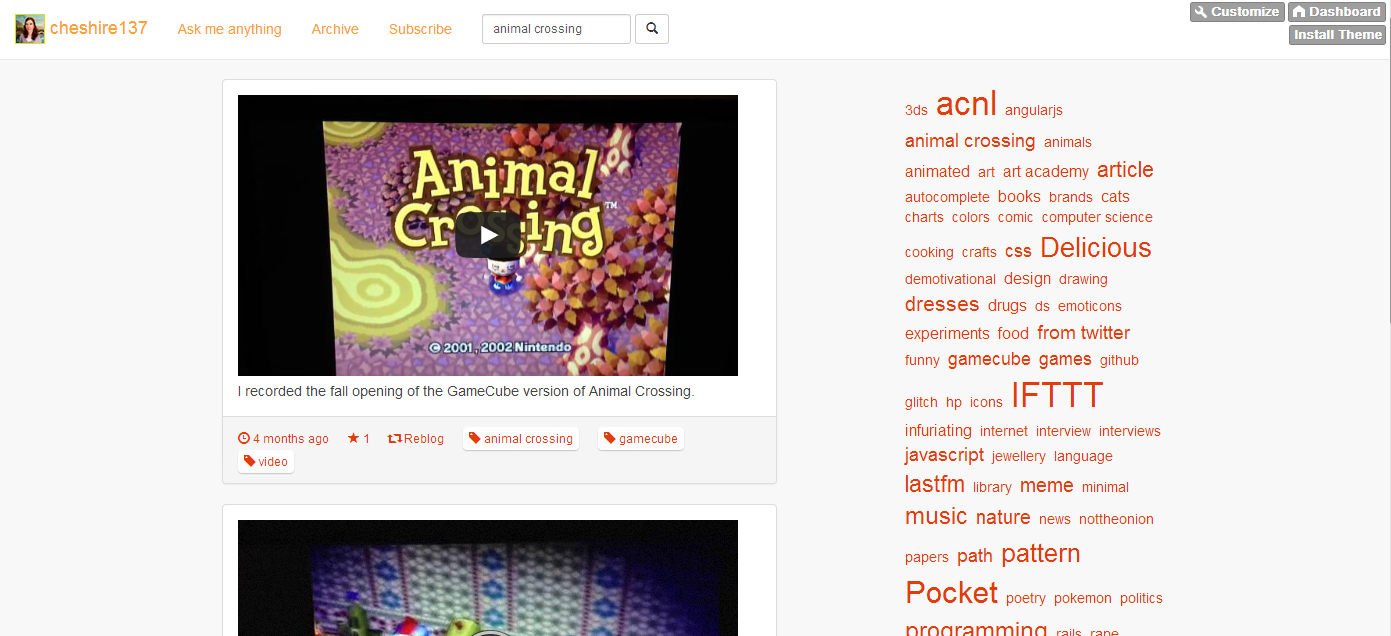 cheshire137 Ask me anything Archive Subscribe animal crossing
Customize Dashboard
Install Theme
Animal
Crossing™
© 2001, 2002 Nintendo
I recorded the fall opening of the GameCube version of Animal Crossing.
4 months ago 1 Reblog animal crossing gamecube
video
3ds acnl angularjs
animal crossing animals
animated art art academy article
autocomplete books brands cats
charts colors comic computer science
cooking crafts css Delicious
demotivational design drawing
dresses drugs ds emoticons
experiments food from twitter
funny gamecube games github
glitch hp icons IFTTT
infuriating internet interview interviews
javascript jewellery language
lastfm library meme minimal
music nature news nottheonion
papers path pattern
Pocket poetry pokemon politics
programming rails rape